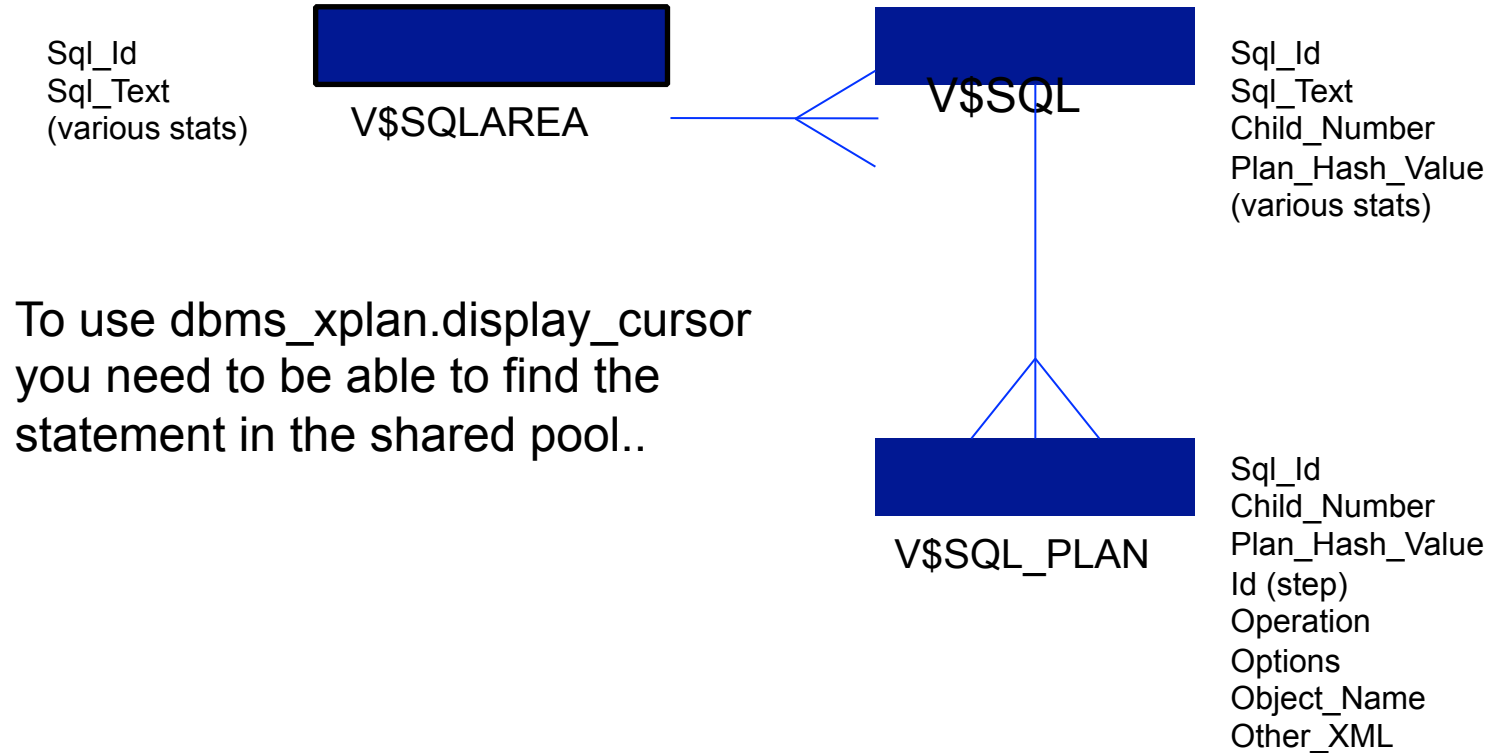 Sql_Id
Sql_Text
(various stats)
V$SQLAREA
V$SQL
Sql_Id
Sql_Text
Child_Number
Plan_Hash_Value
(various stats)
To use dbms_xplan.display_cursor
you need to be able to find the
statement in the shared pool..
V$SQL_PLAN
Sql_Id
Child_Number
Plan_Hash_Value
Id (step)
Operation
Options
Object_Name
Other_XML